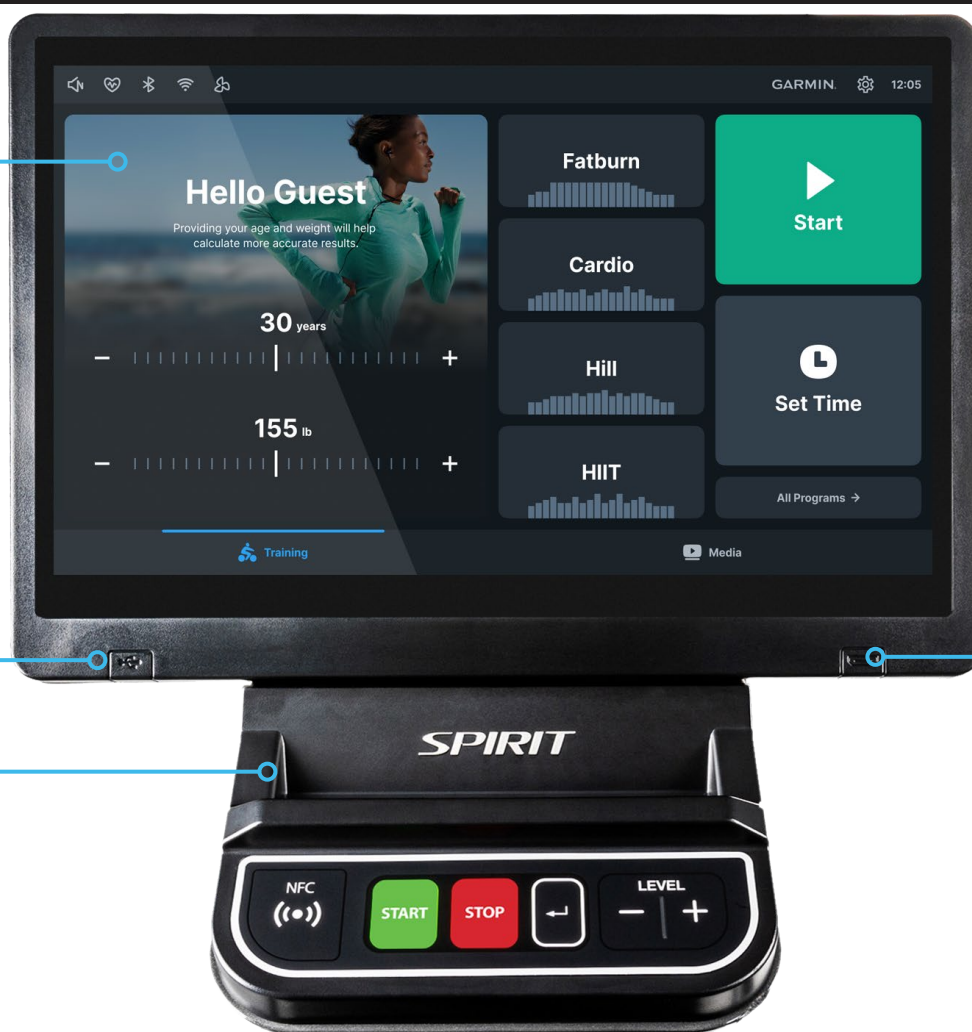 GARMIN.
12:05
Hello Guest
Providing your age and weight will help
calculate more accurate results.
30 years
155 lb
Fatburn
Cardio
Hill
HIIT
Start
Set Time
All Programs →
Training
Media
SPIRIT
NFC
START
STOP
LEVEL